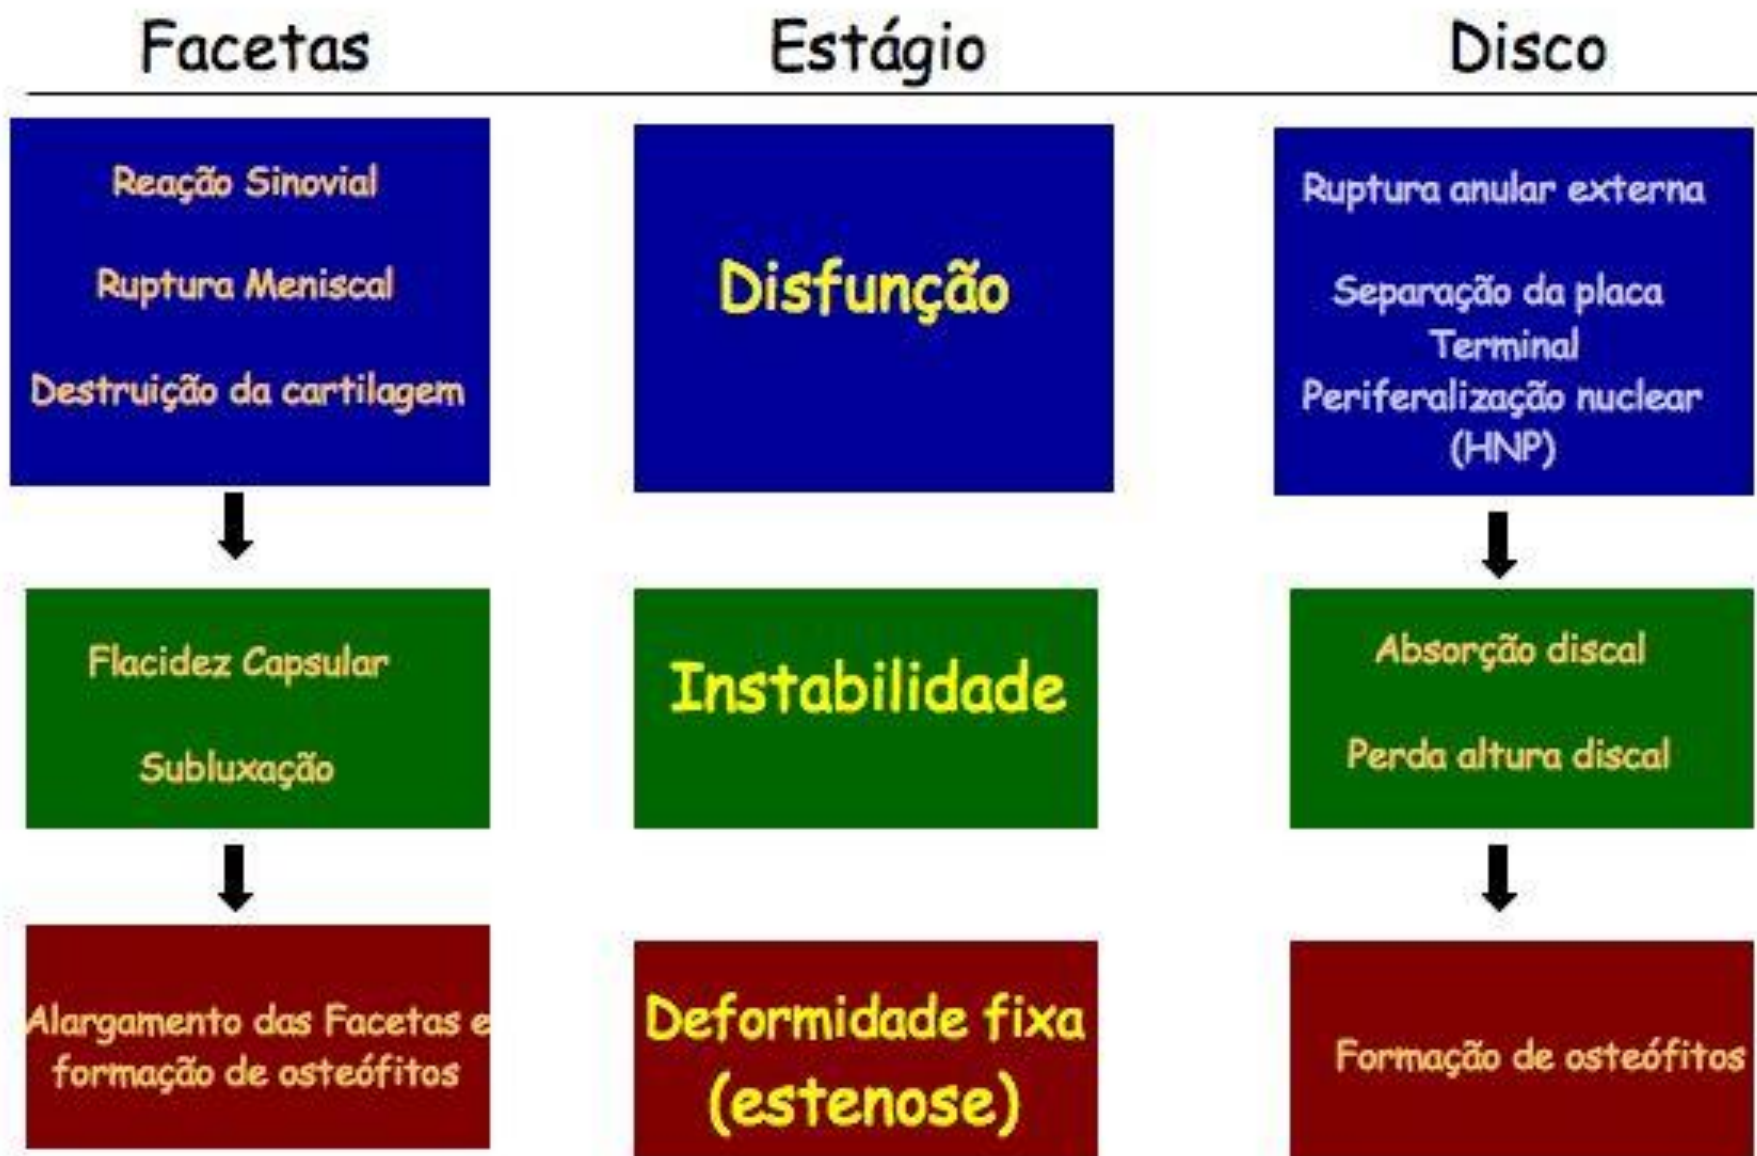 Facetas
Estágio
Disco
Reação Sinovial
Ruptura Meniscal
Destruição da cartilagem
Disfunção
Ruptura anular externa
Separação da placa
Terminal
Periferalização nuclear
(HNP)
Flacidez Capsular
Subluxação
Instabilidade
Absorção discal
Perda altura discal
Alargamento das Facetas e
formação de osteófitos
Deformidade fixa
(estenose)
Formação de osteófitos